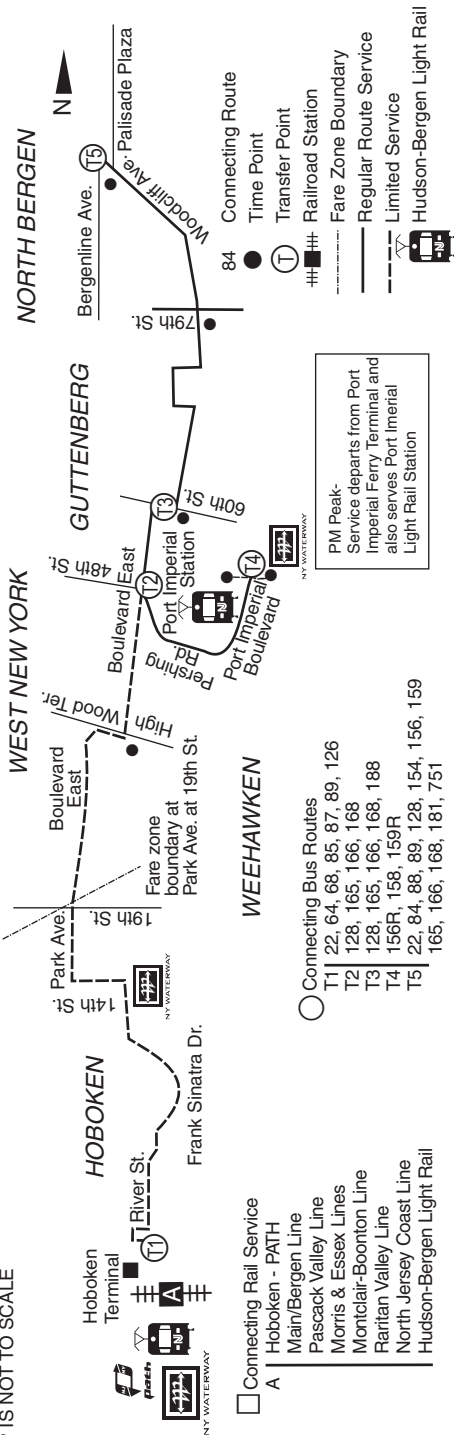 P IS NOT TO SCALE
HOBOKEN
WEST NEW YORK
GUTTENBERG
NORTH BERGEN
WEEHAWKEN
N
path
NY WATERWAY
Hoboken
Terminal
A
T1
River St.
Frank Sinatra Dr.
NY WATERWAY
14th St.
Park Ave.
19th St.
Fare zone
boundary at
Park Ave. at 19th St.
Boulevard
East
High
Wood Ter.
Boulevard East
48th St.
T2
T3
60th St.
Port Imperial
Station
Pershing
Rd.
Port Imperial
Boulevard
T4
NY WATERWAY
79th St.
Woodcliff Ave.
Bergenline Ave.
T5
Palisade Plaza
Connecting Rail Service
A Hoboken - PATH
Main/Bergen Line
Pascack Valley Line
Morris & Essex Lines
Montclair-Boonton Line
Raritan Valley Line
North Jersey Coast Line
Hudson-Bergen Light Rail
Connecting Bus Routes
T1 22, 64, 68, 85, 87, 89, 126
T2 128, 165, 166, 168
T3 128, 165, 166, 168, 188
T4 156R, 158, 159R
T5 22, 84, 88, 89, 128, 154, 156, 159
165, 166, 168, 181, 751
PM Peak-
Service departs from Port
Imperial Ferry Terminal and
also serves Port Imerial
Light Rail Station
84 Connecting Route
Time Point
T Transfer Point
Railroad Station
Fare Zone Boundary
Regular Route Service
Limited Service
Hudson-Bergen Light Rail